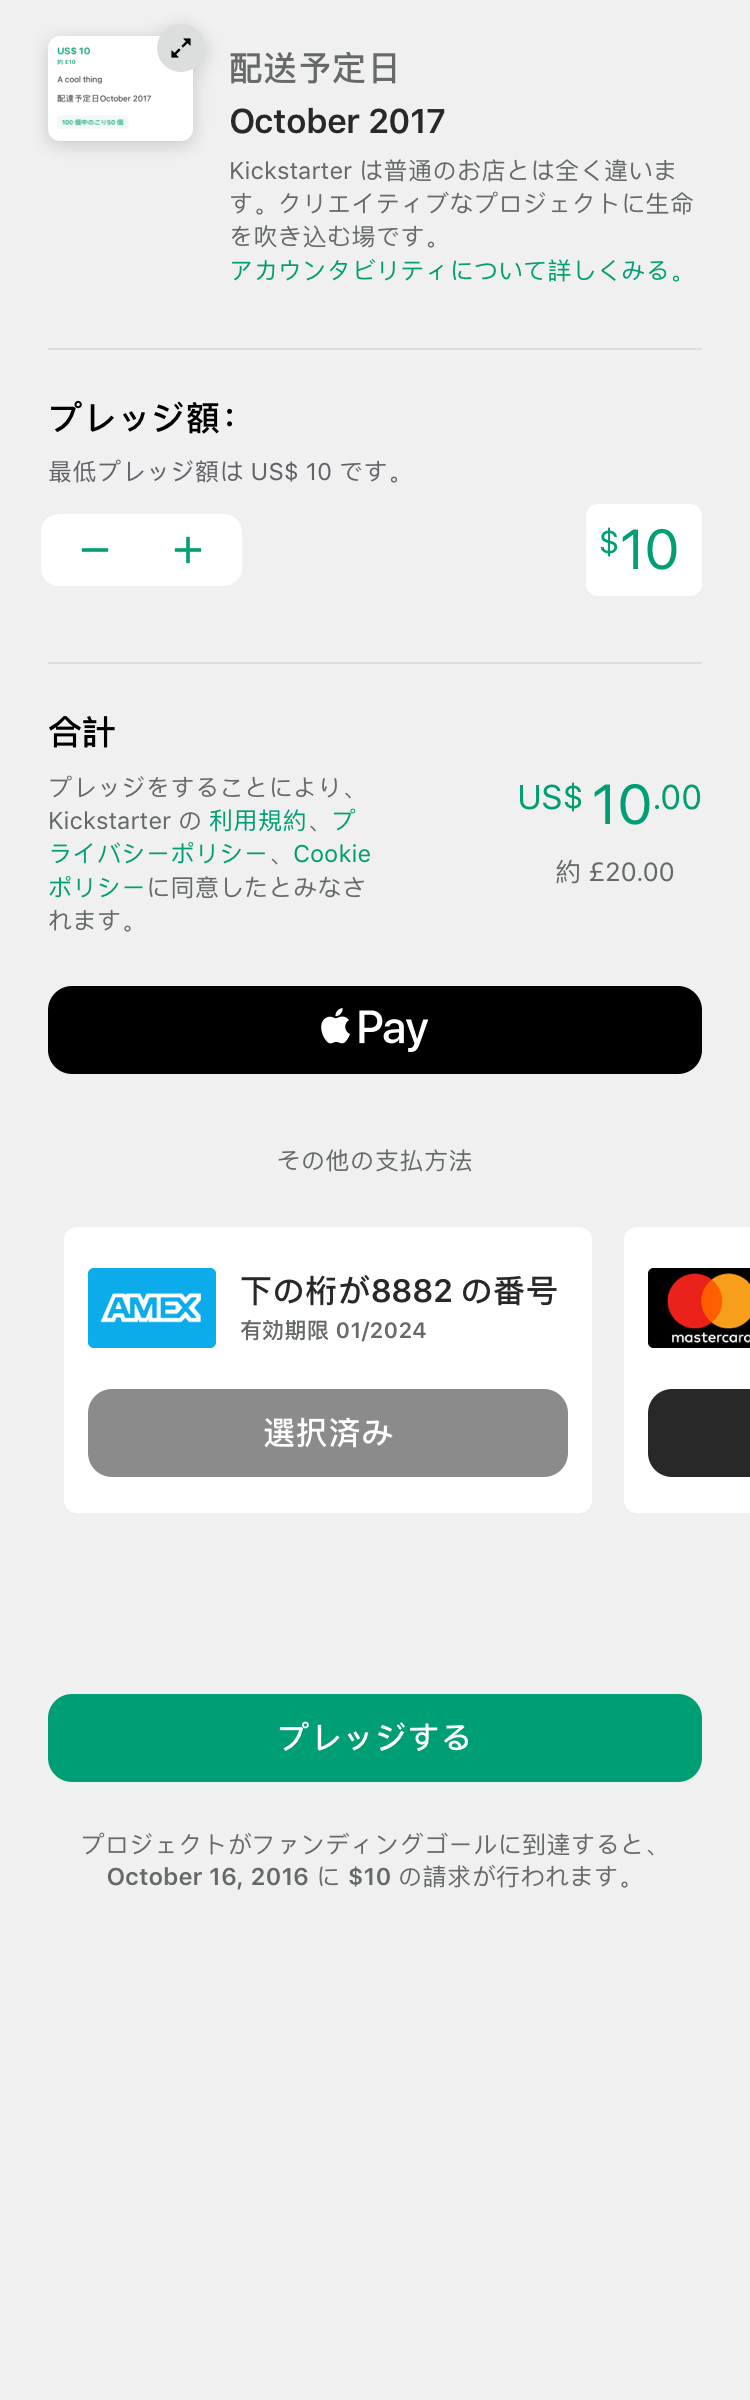 US$ 10
約 £10
A cool thing
配達予定日October 2017
100 個中のこり50 個
配送予定日
October 2017
Kickstarter は普通のお店とは全く違いま
す。クリエイティブなプロジェクトに生命
を吹き込む場です。
アカウンタビリティについて詳しくみる。
プレッジ額：
最低プレッジ額は US$ 10 です。
$10
合計
プレッジをすることにより、
Kickstarter の 利用規約、プ
ライバシーポリシー、Cookie
ポリシーに同意したとみなさ
れます。
US$ 10.00
約 £20.00
Pay
その他の支払方法
AMEX
下の桁が8882 の番号
有効期限 01/2024
選択済み
mastercard
プレッジする
プロジェクトがファンディングゴールに到達すると、
October 16, 2016 に $10 の請求が行われます。